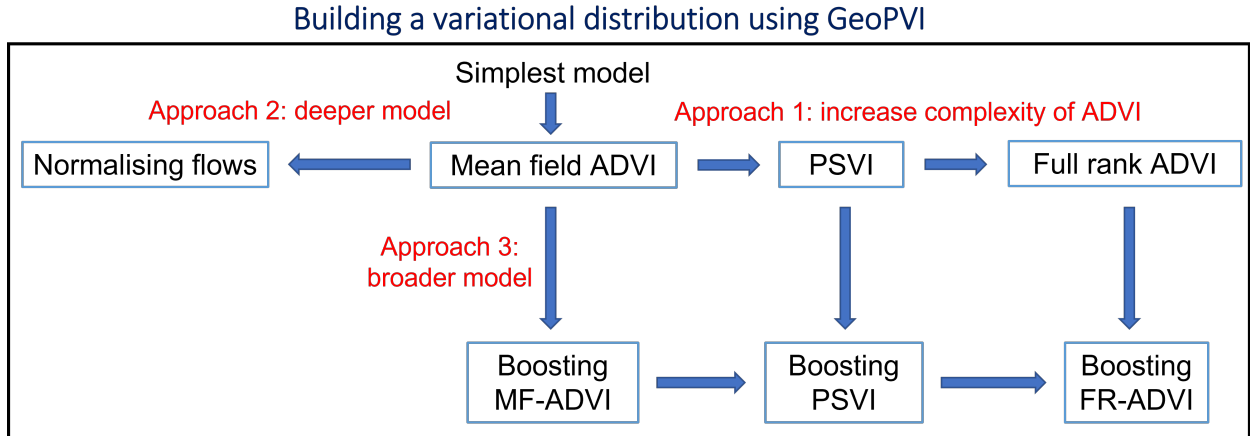 Building a variational distribution using GeoPVI
Simplest model
Approach 2: deeper model
Approach 1: increase complexity of ADVI
Normalising flows
Mean field ADVI
PSVI
Full rank ADVI
Approach 3:
broader model
Boosting
MF-ADVI
Boosting
PSVI
Boosting
FR-ADVI